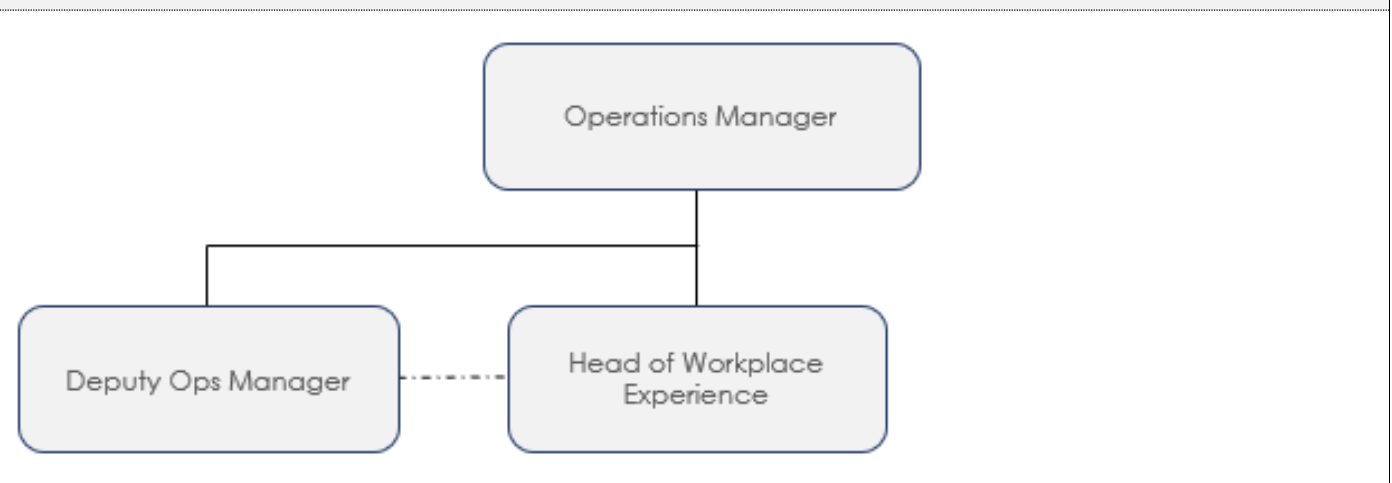 Operations Manager
Deputy Ops Manager
Head of Workplace
Experience